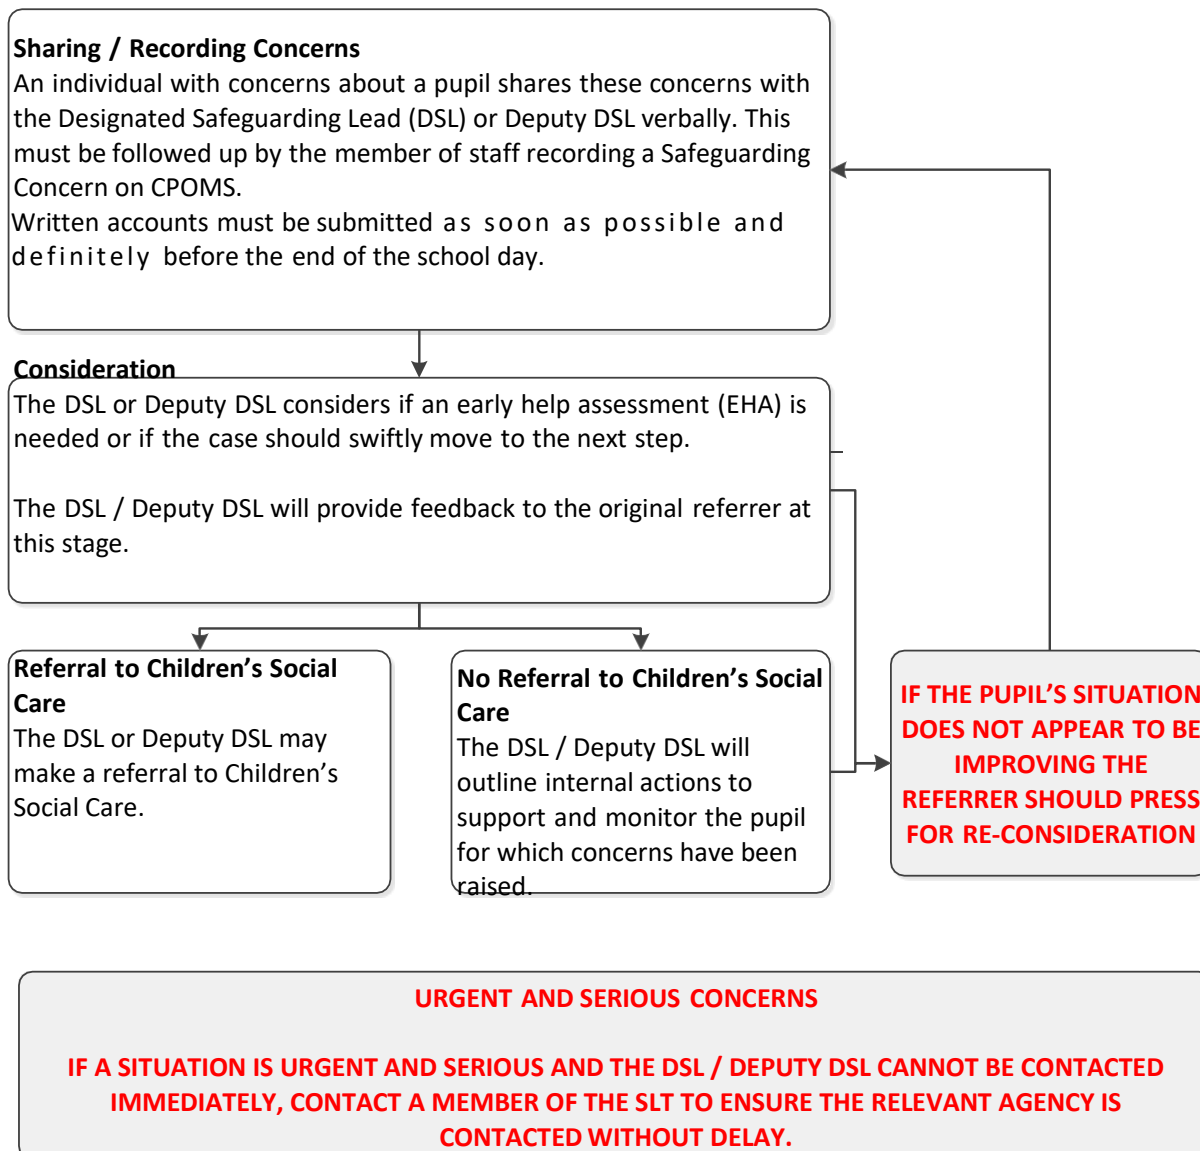 Sharing / Recording Concerns
An individual with concerns about a pupil shares these concerns with
the Designated Safeguarding Lead (DSL) or Deputy DSL verbally. This
must be followed up by the member of staff recording a Safeguarding
Concern on CPOMS.
Written accounts must be submitted as soon as possible and
definitely before the end of the school day.
Consideration
The DSL or Deputy DSL considers if an early help assessment (EHA) is
needed or if the case should swiftly move to the next step.
The DSL / Deputy DSL will provide feedback to the original referrer at
this stage.
Referral to Children’s Social
Care
The DSL or Deputy DSL may
make a referral to Children’s
Social Care.
No Referral to Children’s Social
Care
The DSL / Deputy DSL will
outline internal actions to
support and monitor the pupil
for which concerns have been
raised.
IF THE PUPIL’S SITUATION
DOES NOT APPEAR TO BE
IMPROVING THE
REFERRER SHOULD PRESS
FOR RE-CONSIDERATION
URGENT AND SERIOUS CONCERNS
IF A SITUATION IS URGENT AND SERIOUS AND THE DSL / DEPUTY DSL CANNOT BE CONTACTED
IMMEDIATELY, CONTACT A MEMBER OF THE SLT TO ENSURE THE RELEVANT AGENCY IS
CONTACTED WITHOUT DELAY.